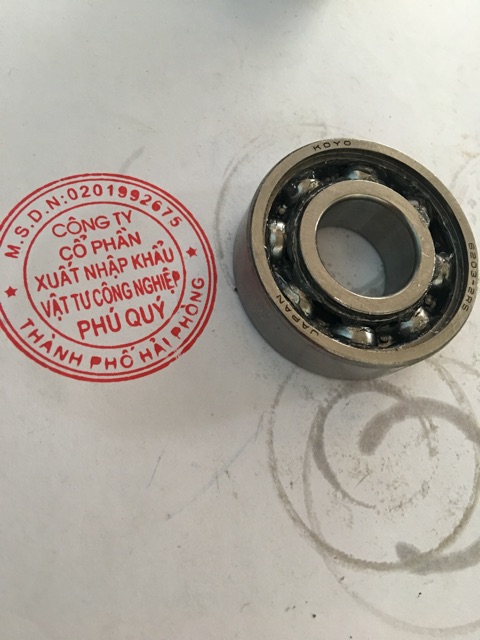 M.S.D.N:0201992675
CÔNG TY
CỔ PHẦN
XUẤT NHẬP KHẨU
VẬT TƯ CÔNG NGHIỆP
PHÚ QUÝ
THÀNH PHỐ HẢI PHÒNG
KOYO
6203-2RS
JAPAN